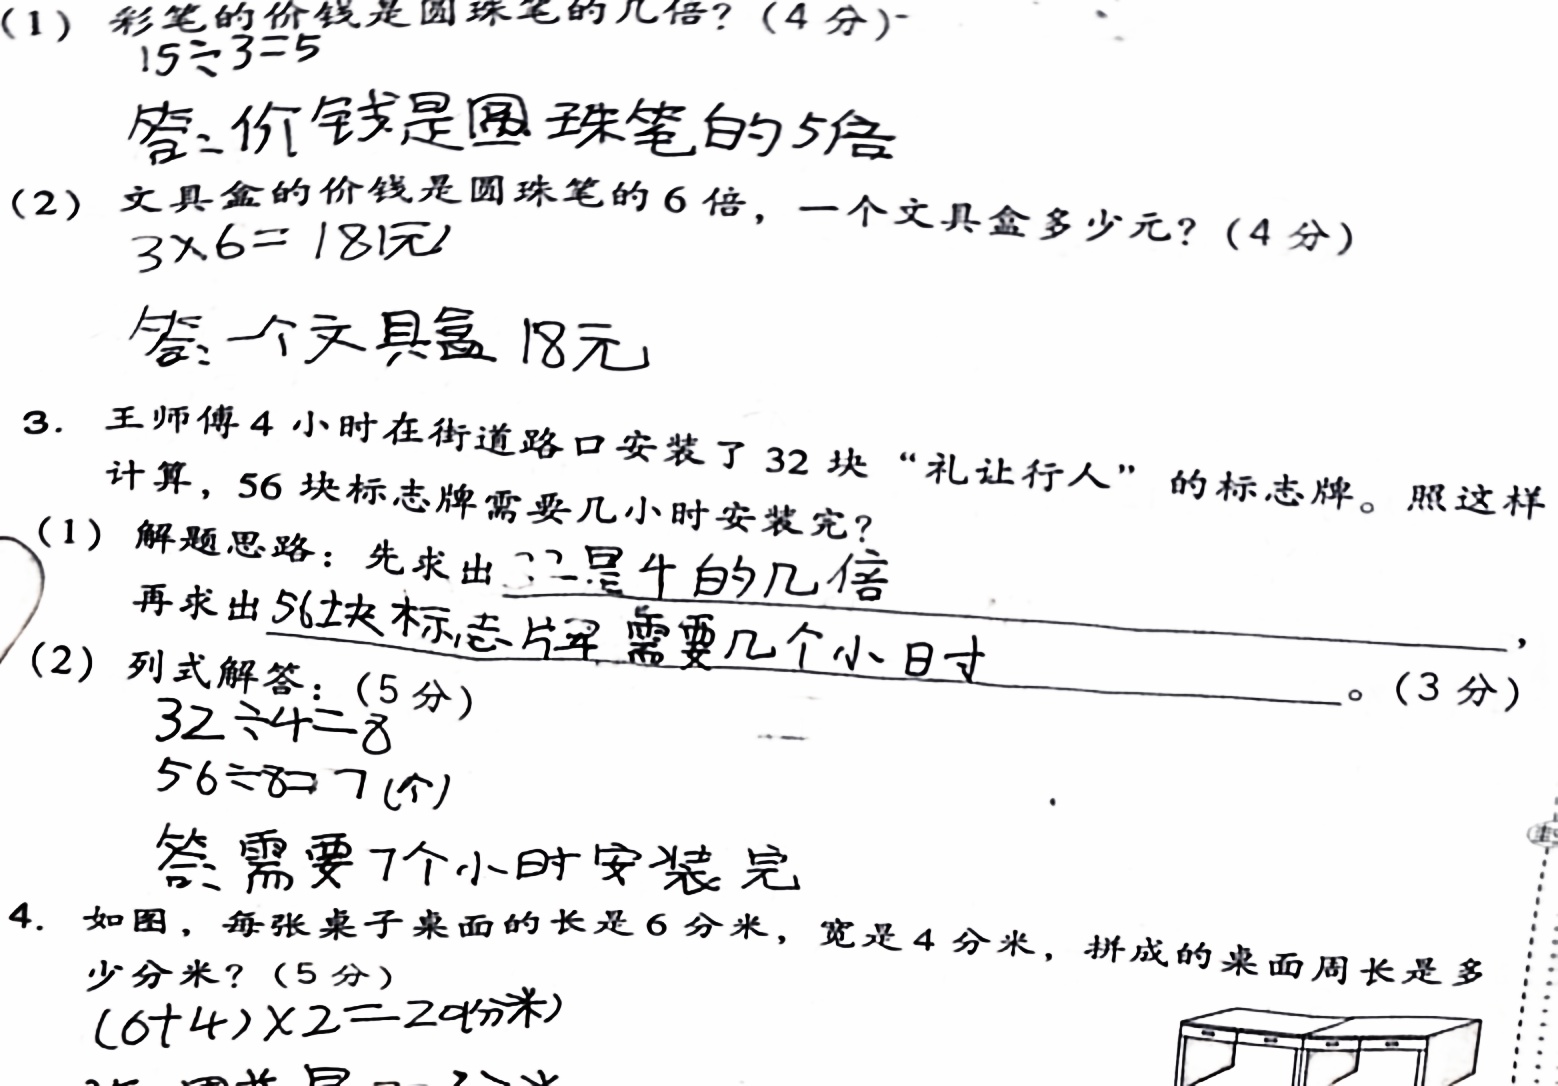 (1) 彩笔的价钱是圆珠笔的几倍?(4分)
15÷3=5
答:价钱是圆珠笔的5倍
(2) 文具盒的价钱是圆珠笔的6倍,一个文具盒多少元?(4分)
3×6=18(元)
答:一个文具盒18元
3. 王师傅4小时在街道路口安装了32块“礼让行人”的标志牌。照这样
计算,56块标志牌需要几小时安装完?
(1) 解题思路:先求出32是4的几倍,
再求出56块标志牌需要几个小时。(3分)
(2) 列式解答:(5分)
32÷4=8
56÷8=7(个)
答:需要7个小时安装完
4. 如图,每张桌子桌面的长是6分米,宽是4分米,拼成的桌面周长是多
少分米?(5分)
(6+4)×2=20(分米)